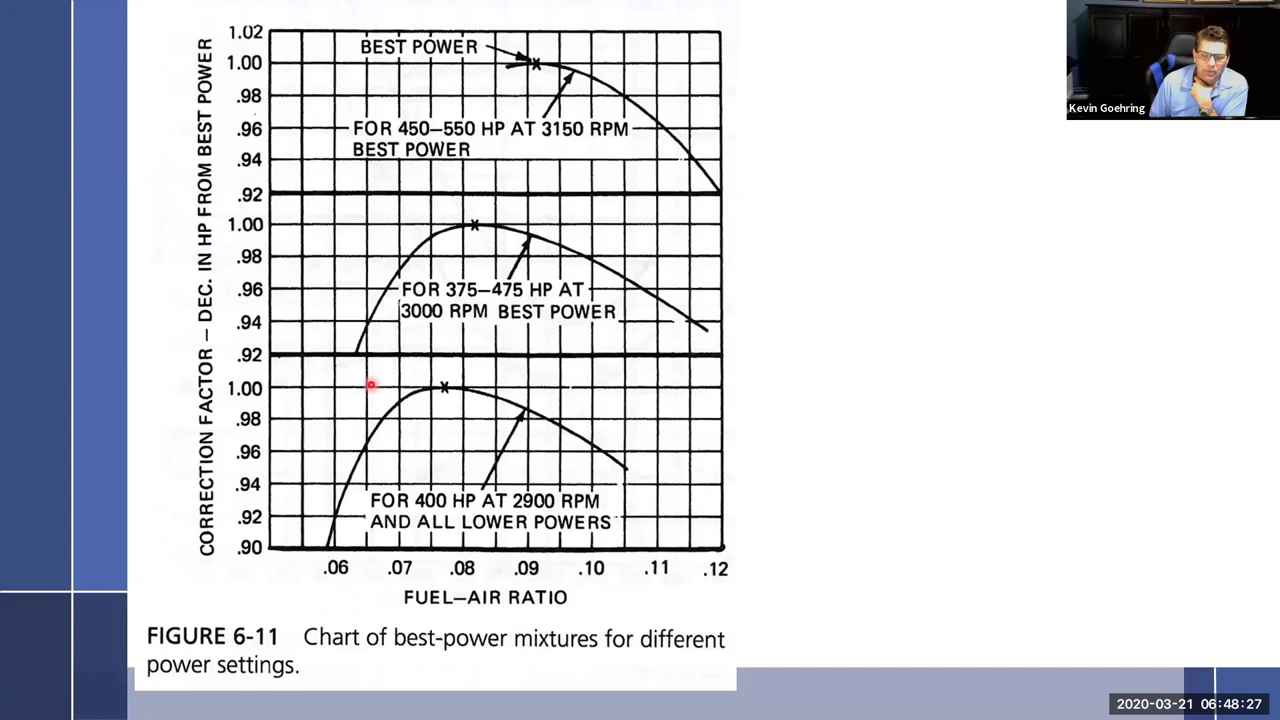 1.02
1.00
.98
.96
.94
.92
1.00
.98
.96
.94
.92
1.00
.98
.96
.94
.92
.90
CORRECTION FACTOR – DEC. IN HP FROM BEST POWER
BEST POWER
FOR 450–550 HP AT 3150 RPM
BEST POWER
FOR 375–475 HP AT
3000 RPM BEST POWER
FOR 400 HP AT 2900 RPM
AND ALL LOWER POWERS
.06 .07 .08 .09 .10 .11 .12
FUEL–AIR RATIO
FIGURE 6-11 Chart of best-power mixtures for different
power settings.
Kevin Goehring
2020-03-21 06:48:27